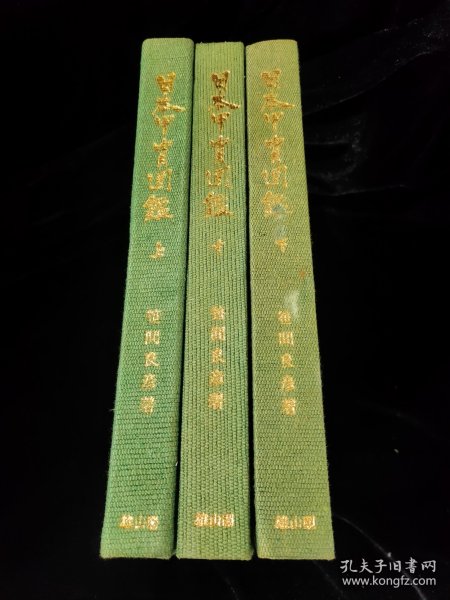 日本甲冑図鑑
上
笹間良彦著
雄山閣
日本甲冑図鑑
中
笹間良彦著
雄山閣
日本甲冑図鑑
下
笹間良彦著
雄山閣
孔夫子旧书网
www.kongfz.com